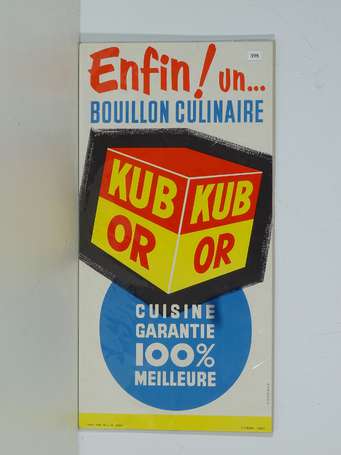 Enfin! un...
BOUILLON CULINAIRE
KUB OR
KUB OR
CUISINE
GARANTIE
100%
MEILLEURE